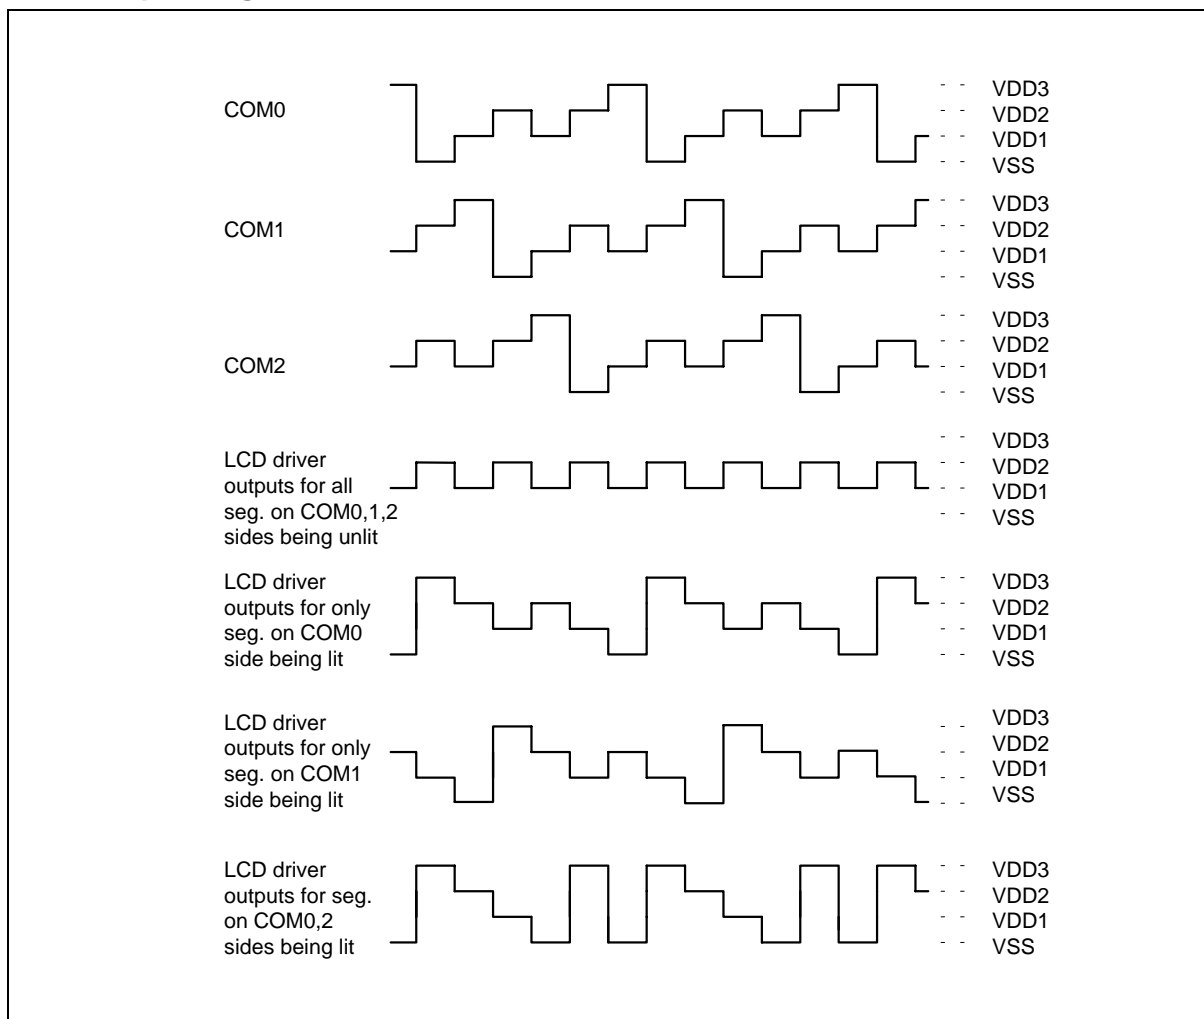 COM0
VDD3
VDD2
VDD1
VSS
COM1
VDD3
VDD2
VDD1
VSS
COM2
VDD3
VDD2
VDD1
VSS
LCD driver
outputs for all
seg. on COM0,1,2
sides being unlit
VDD3
VDD2
VDD1
VSS
LCD driver
outputs for only
seg. on COM0
side being lit
VDD3
VDD2
VDD1
VSS
LCD driver
outputs for only
seg. on COM1
side being lit
VDD3
VDD2
VDD1
VSS
LCD driver
outputs for seg.
on COM0,2
sides being lit
VDD3
VDD2
VDD1
VSS